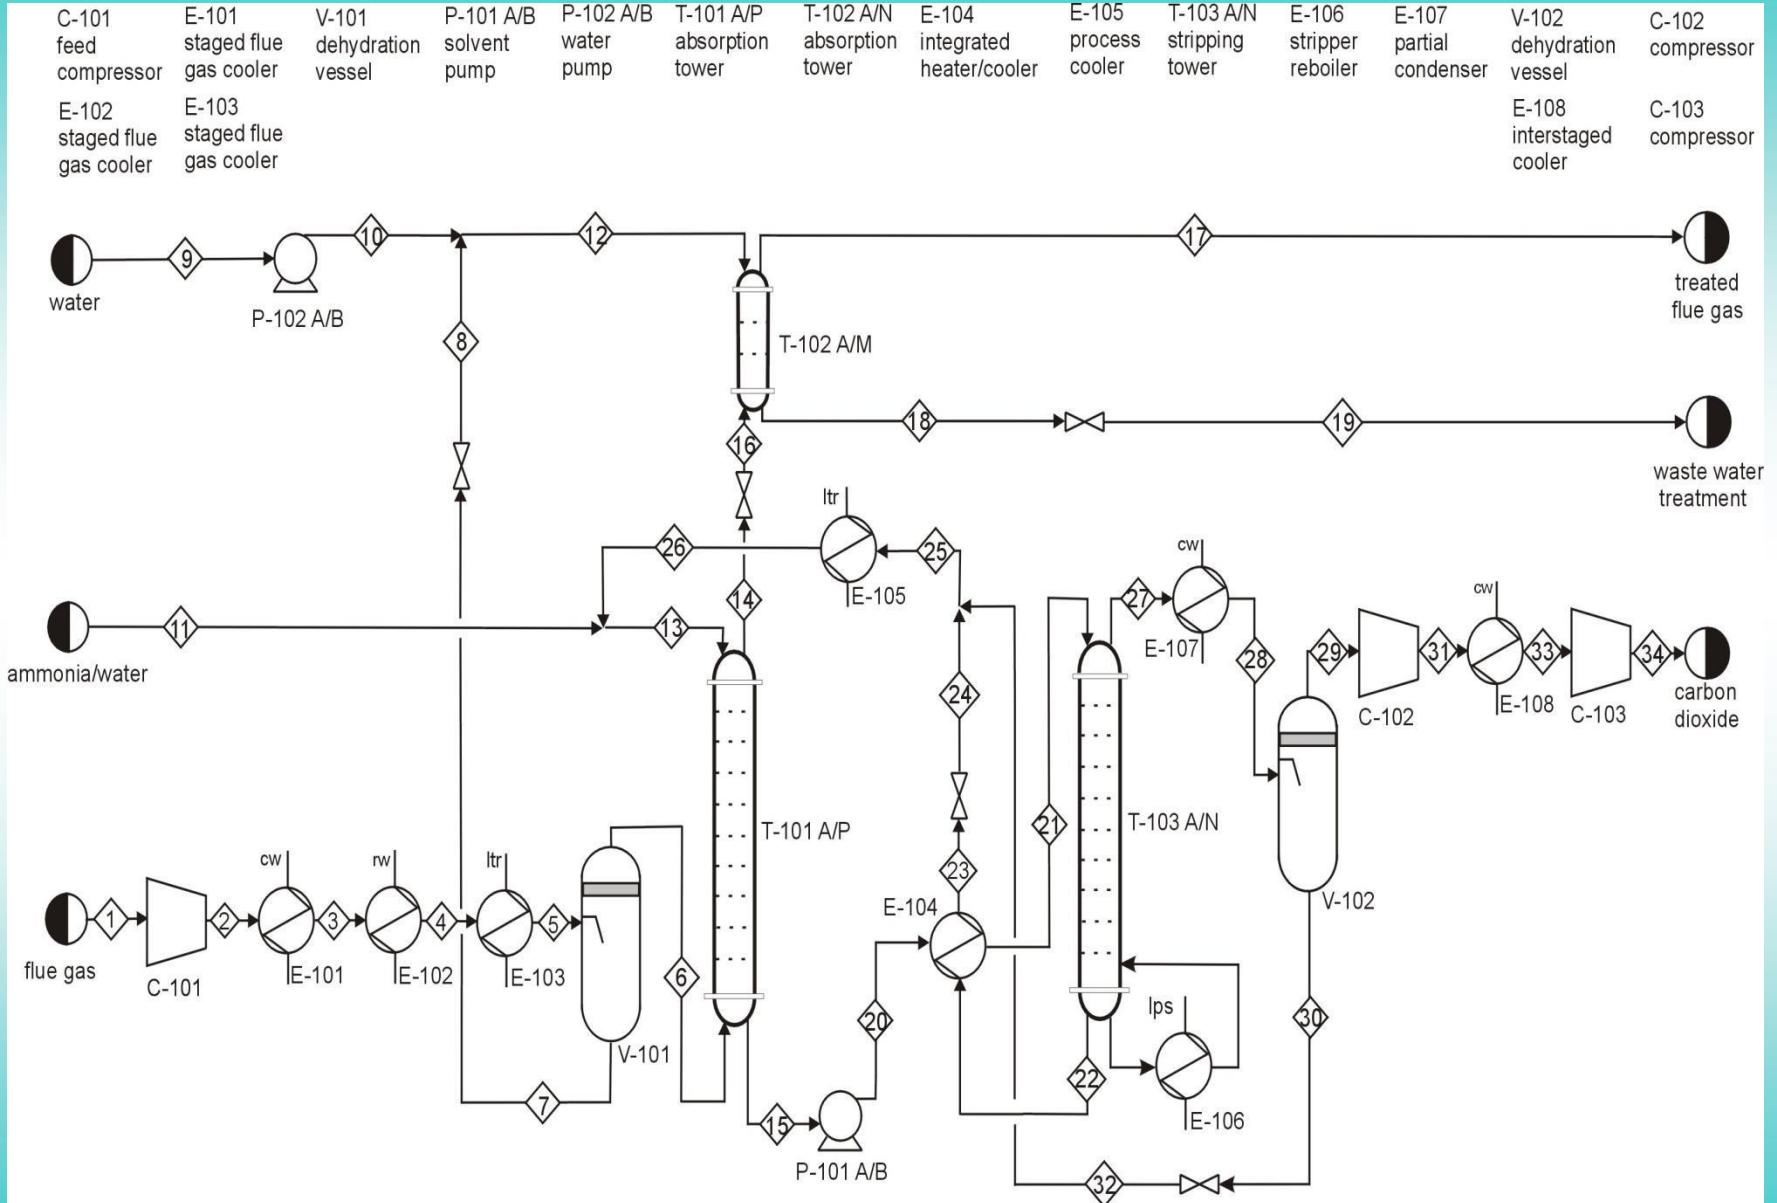 C-101
feed
compressor
E-101
staged flue
gas cooler
V-101
dehydration
vessel
P-101 A/B
solvent
pump
P-102 A/B
water
pump
T-101 A/P
absorption
tower
T-102 A/N
absorption
tower
E-104
integrated
heater/cooler
E-105
process
cooler
T-103 A/N
stripping
tower
E-106
stripper
reboiler
E-107
partial
condenser
V-102
dehydration
vessel
C-102
compressor
E-102
staged flue
gas cooler
E-103
staged flue
gas cooler
E-108
interstaged
cooler
C-103
compressor
water
9
P-102 A/B
10
8
12
17
treated
flue gas
T-102 A/M
16
18
19
waste water
treatment
ltr
26
E-105
25
14
ammonia/water
11
13
24
23
21
cw
27
E-107
28
29
C-102
31
cw
33
E-108
C-103
34
carbon
dioxide
T-101 A/P
T-103 A/N
V-102
flue gas
1
C-101
2
cw
E-101
3
rw
E-102
4
ltr
E-103
5
V-101
6
7
15
P-101 A/B
20
E-104
22
lps
E-106
30
32